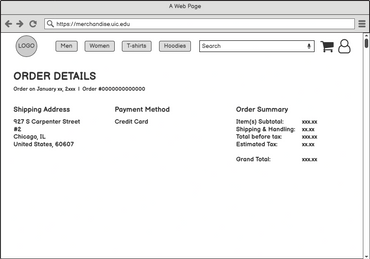 A Web Page
https://merchandise.uic.edu
LOGO
Men
Women
T-shirts
Hoodies
Search
ORDER DETAILS
Order on January xx, 2xxx | Order #0000000000000
Shipping Address
927 S Carpenter Street
#2
Chicago, IL
United States, 60607
Payment Method
Credit Card
Order Summary
Item(s) Subtotal: xxx.xx
Shipping & Handling: xx.xx
Total before tax: xxx.xx
Estimated Tax: xx.xx
Grand Total: xxx.xx